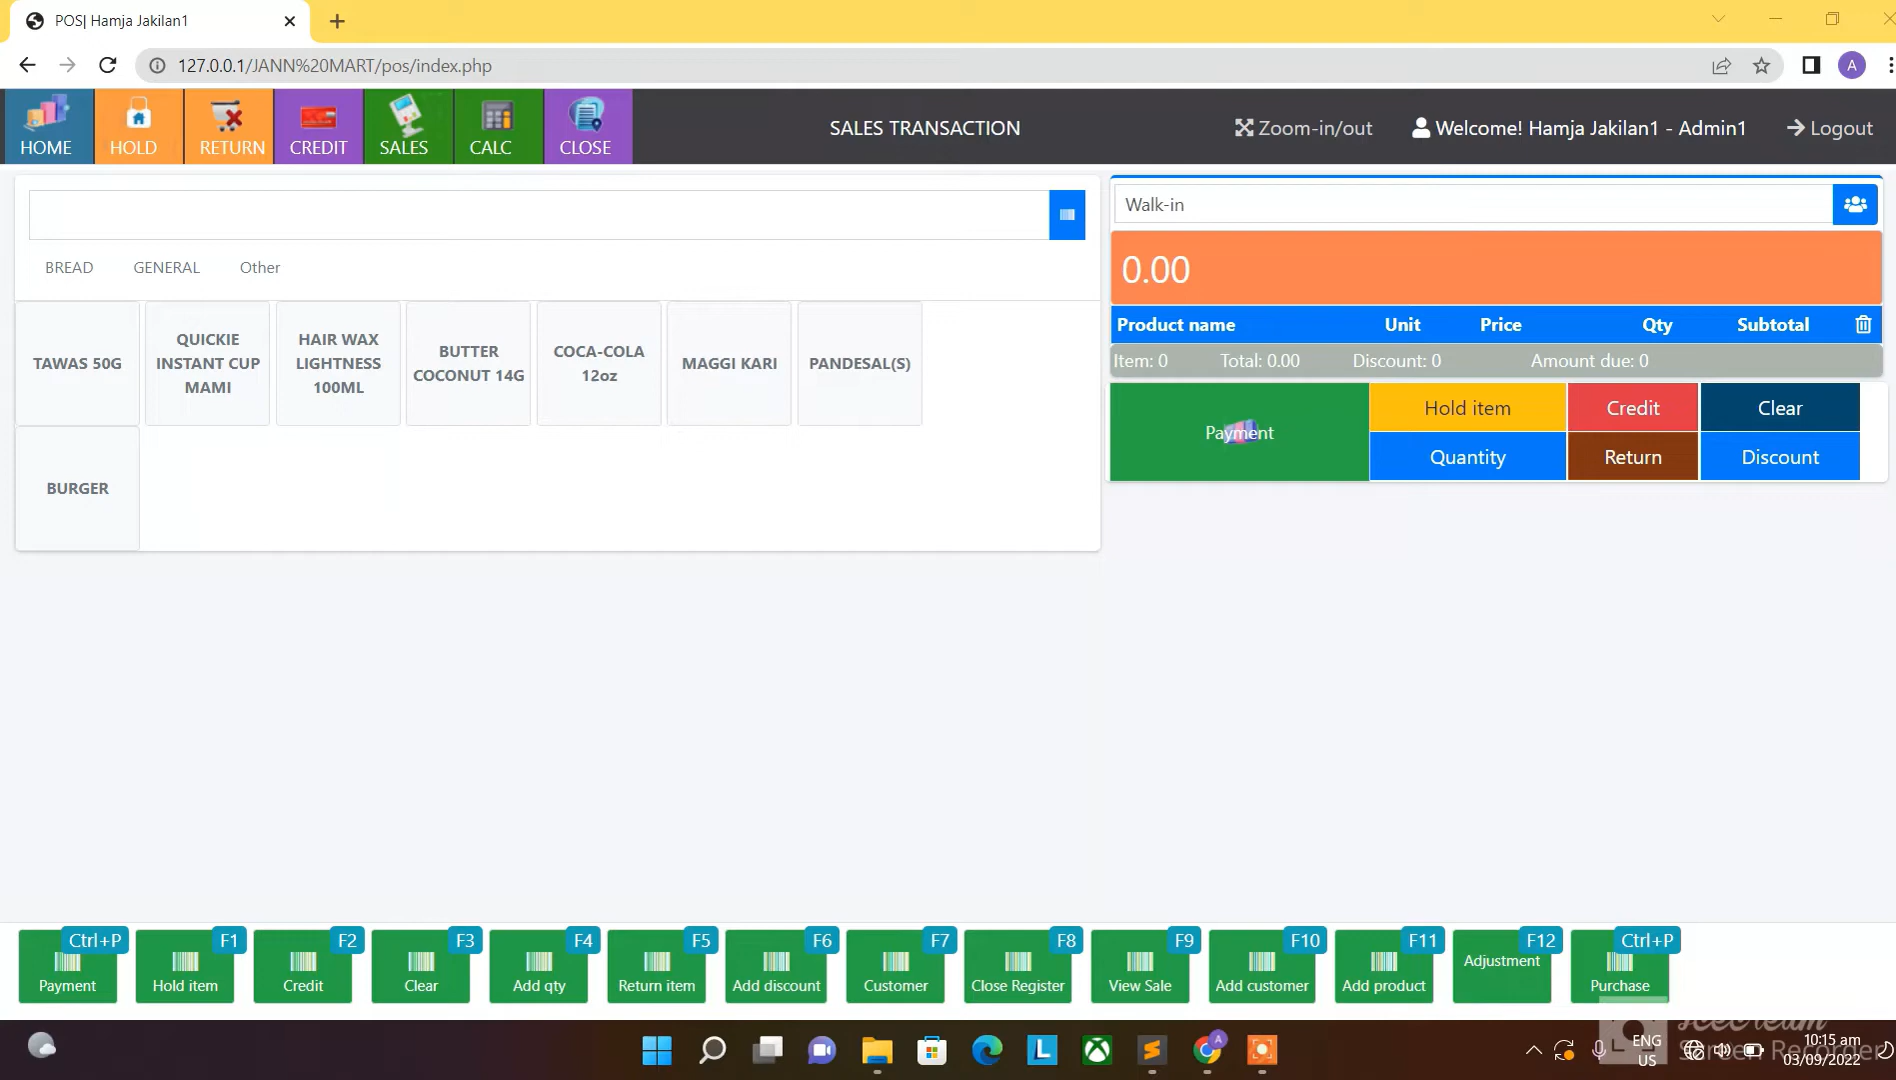 POS| Hamja Jakilan1
127.0.0.1/JANN%20MART/pos/index.php
A
HOME
HOLD
RETURN
CREDIT
SALES
CALC
CLOSE
SALES TRANSACTION
Zoom-in/out
Welcome! Hamja Jakilan1 - Admin1
Logout
BREAD
GENERAL
Other
TAWAS 50G
QUICKIE
INSTANT CUP
MAMI
HAIR WAX
LIGHTNESS
100ML
BUTTER
COCONUT 14G
COCA-COLA
12oz
MAGGI KARI
PANDESAL(S)
BURGER
Walk-in
0.00
Product name Unit Price Qty Subtotal
Item: 0 Total: 0.00 Discount: 0 Amount due: 0
Payment
Hold item
Credit
Clear
Quantity
Return
Discount
Ctrl+P
Payment
F1
Hold item
F2
Credit
F3
Clear
F4
Add qty
F5
Return item
F6
Add discount
F7
Customer
F8
Close Register
F9
View Sale
F10
Add customer
F11
Add product
F12
Adjustment
Ctrl+P
Purchase
L
A
ENG
US
10:15 am
03/09/2022
Icecream
Screen Recorder